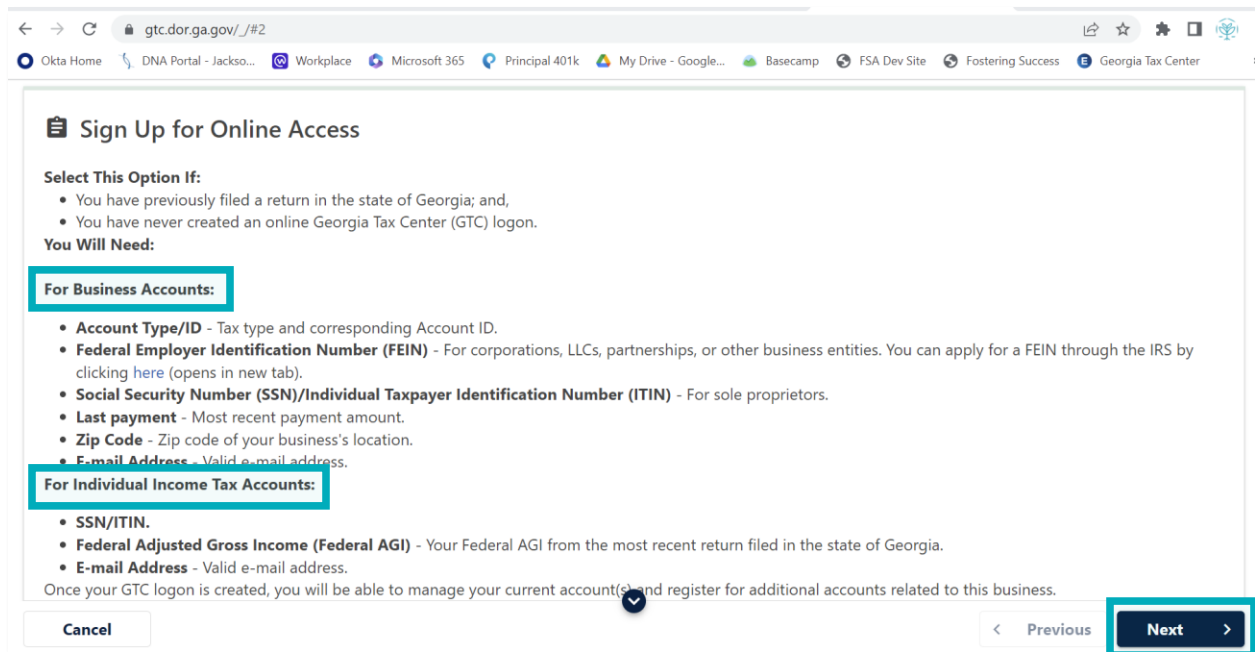 gtc.dor.ga.gov/_/#2
Okta Home DNA Portal - Jackso... Workplace Microsoft 365 Principal 401k My Drive - Google... Basecamp FSA Dev Site Fostering Success E Georgia Tax Center
Sign Up for Online Access
Select This Option If:
• You have previously filed a return in the state of Georgia; and,
• You have never created an online Georgia Tax Center (GTC) logon.
You Will Need:
For Business Accounts:
• Account Type/ID - Tax type and corresponding Account ID.
• Federal Employer Identification Number (FEIN) - For corporations, LLCs, partnerships, or other business entities. You can apply for a FEIN through the IRS by
clicking here (opens in new tab).
• Social Security Number (SSN)/Individual Taxpayer Identification Number (ITIN) - For sole proprietors.
• Last payment - Most recent payment amount.
• Zip Code - Zip code of your business's location.
• E-mail Address - Valid e-mail address.
For Individual Income Tax Accounts:
• SSN/ITIN.
• Federal Adjusted Gross Income (Federal AGI) - Your Federal AGI from the most recent return filed in the state of Georgia.
• E-mail Address - Valid e-mail address.
Once your GTC logon is created, you will be able to manage your current account(s) and register for additional accounts related to this business.
Cancel < Previous Next >